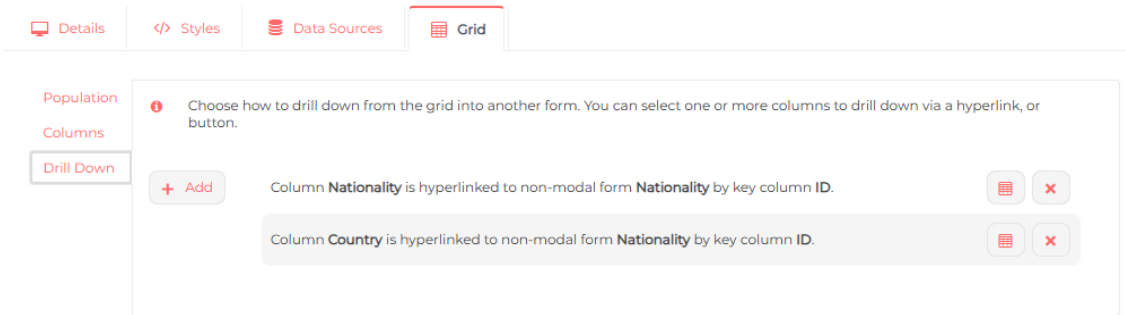 Details
Styles
Data Sources
Grid
Population
Columns
Drill Down
Choose how to drill down from the grid into another form. You can select one or more columns to drill down via a hyperlink, or
button.
Add
Column Nationality is hyperlinked to non-modal form Nationality by key column ID.
Column Country is hyperlinked to non-modal form Nationality by key column ID.